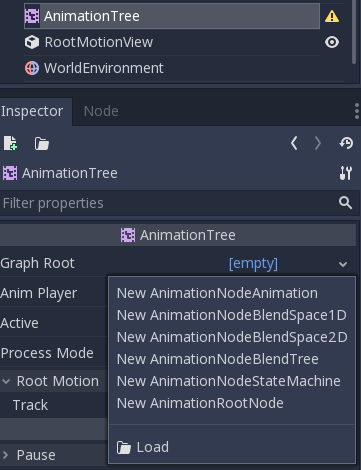 AnimationTree
RootMotionView
WorldEnvironment
Inspector Node
AnimationTree
Filter properties
AnimationTree
Graph Root [empty]
Anim Player
Active
Process Mode
Root Motion
Track
Pause
New AnimationNodeAnimation
New AnimationNodeBlendSpace1D
New AnimationNodeBlendSpace2D
New AnimationNodeBlendTree
New AnimationNodeStateMachine
New AnimationRootNode
Load